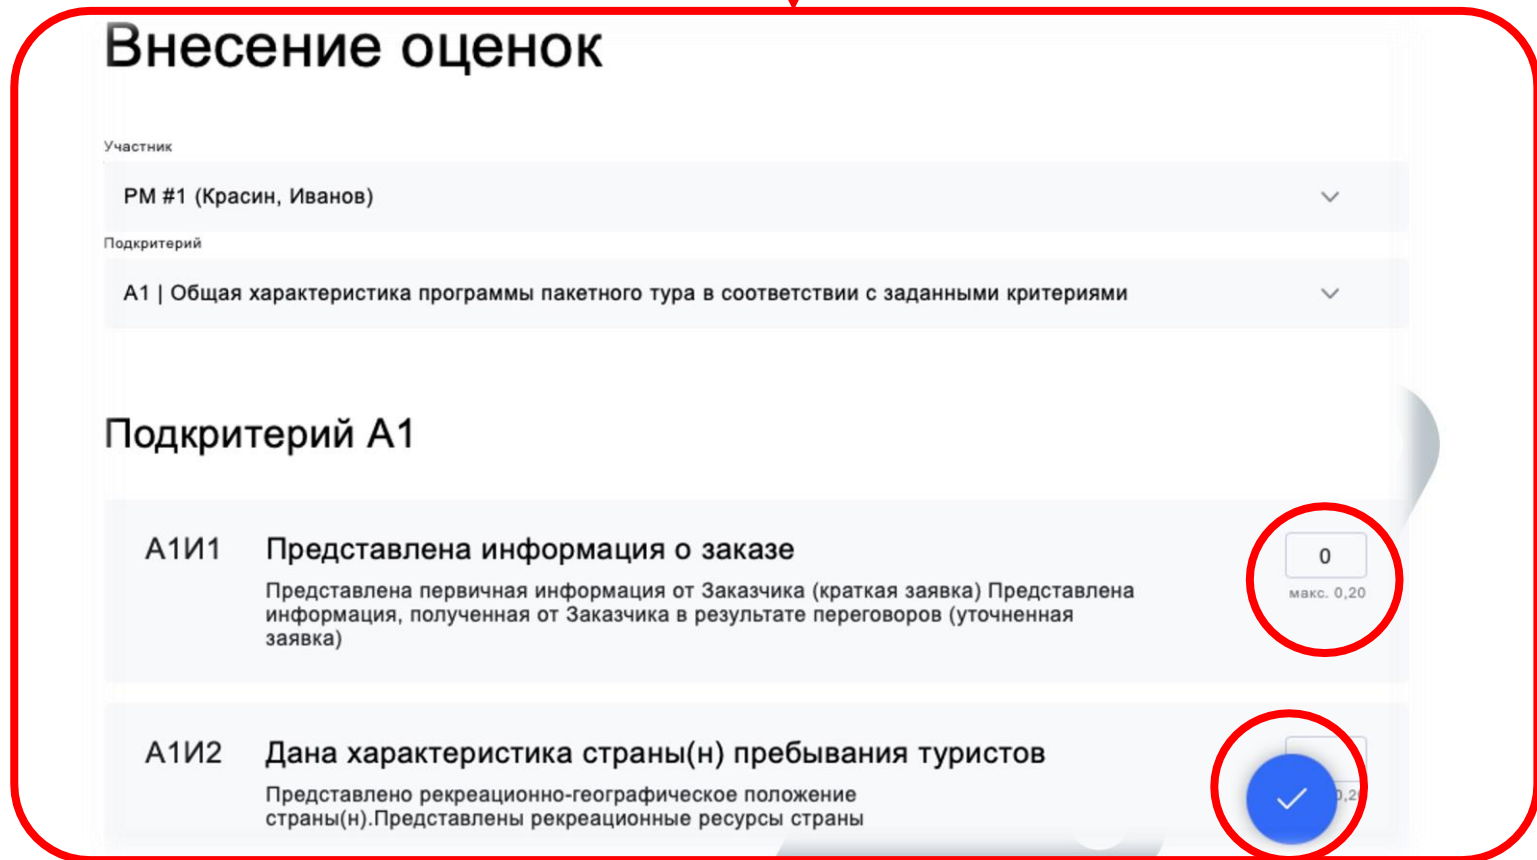 Внесение оценок
Участник
РМ #1 (Красин, Иванов)
Подкритерий
А1 | Общая характеристика программы пакетного тура в соответствии с заданными критериями
Подкритерий А1
А1И1
Представлена информация о заказе
0
макс. 0,20
Представлена первичная информация от Заказчика (краткая заявка) Представлена
информация, полученная от Заказчика в результате переговоров (уточненная
заявка)
А1И2
Дана характеристика страны(н) пребывания туристов
Представлено рекреационно-географическое положение
страны(н).Представлены рекреационные ресурсы страны